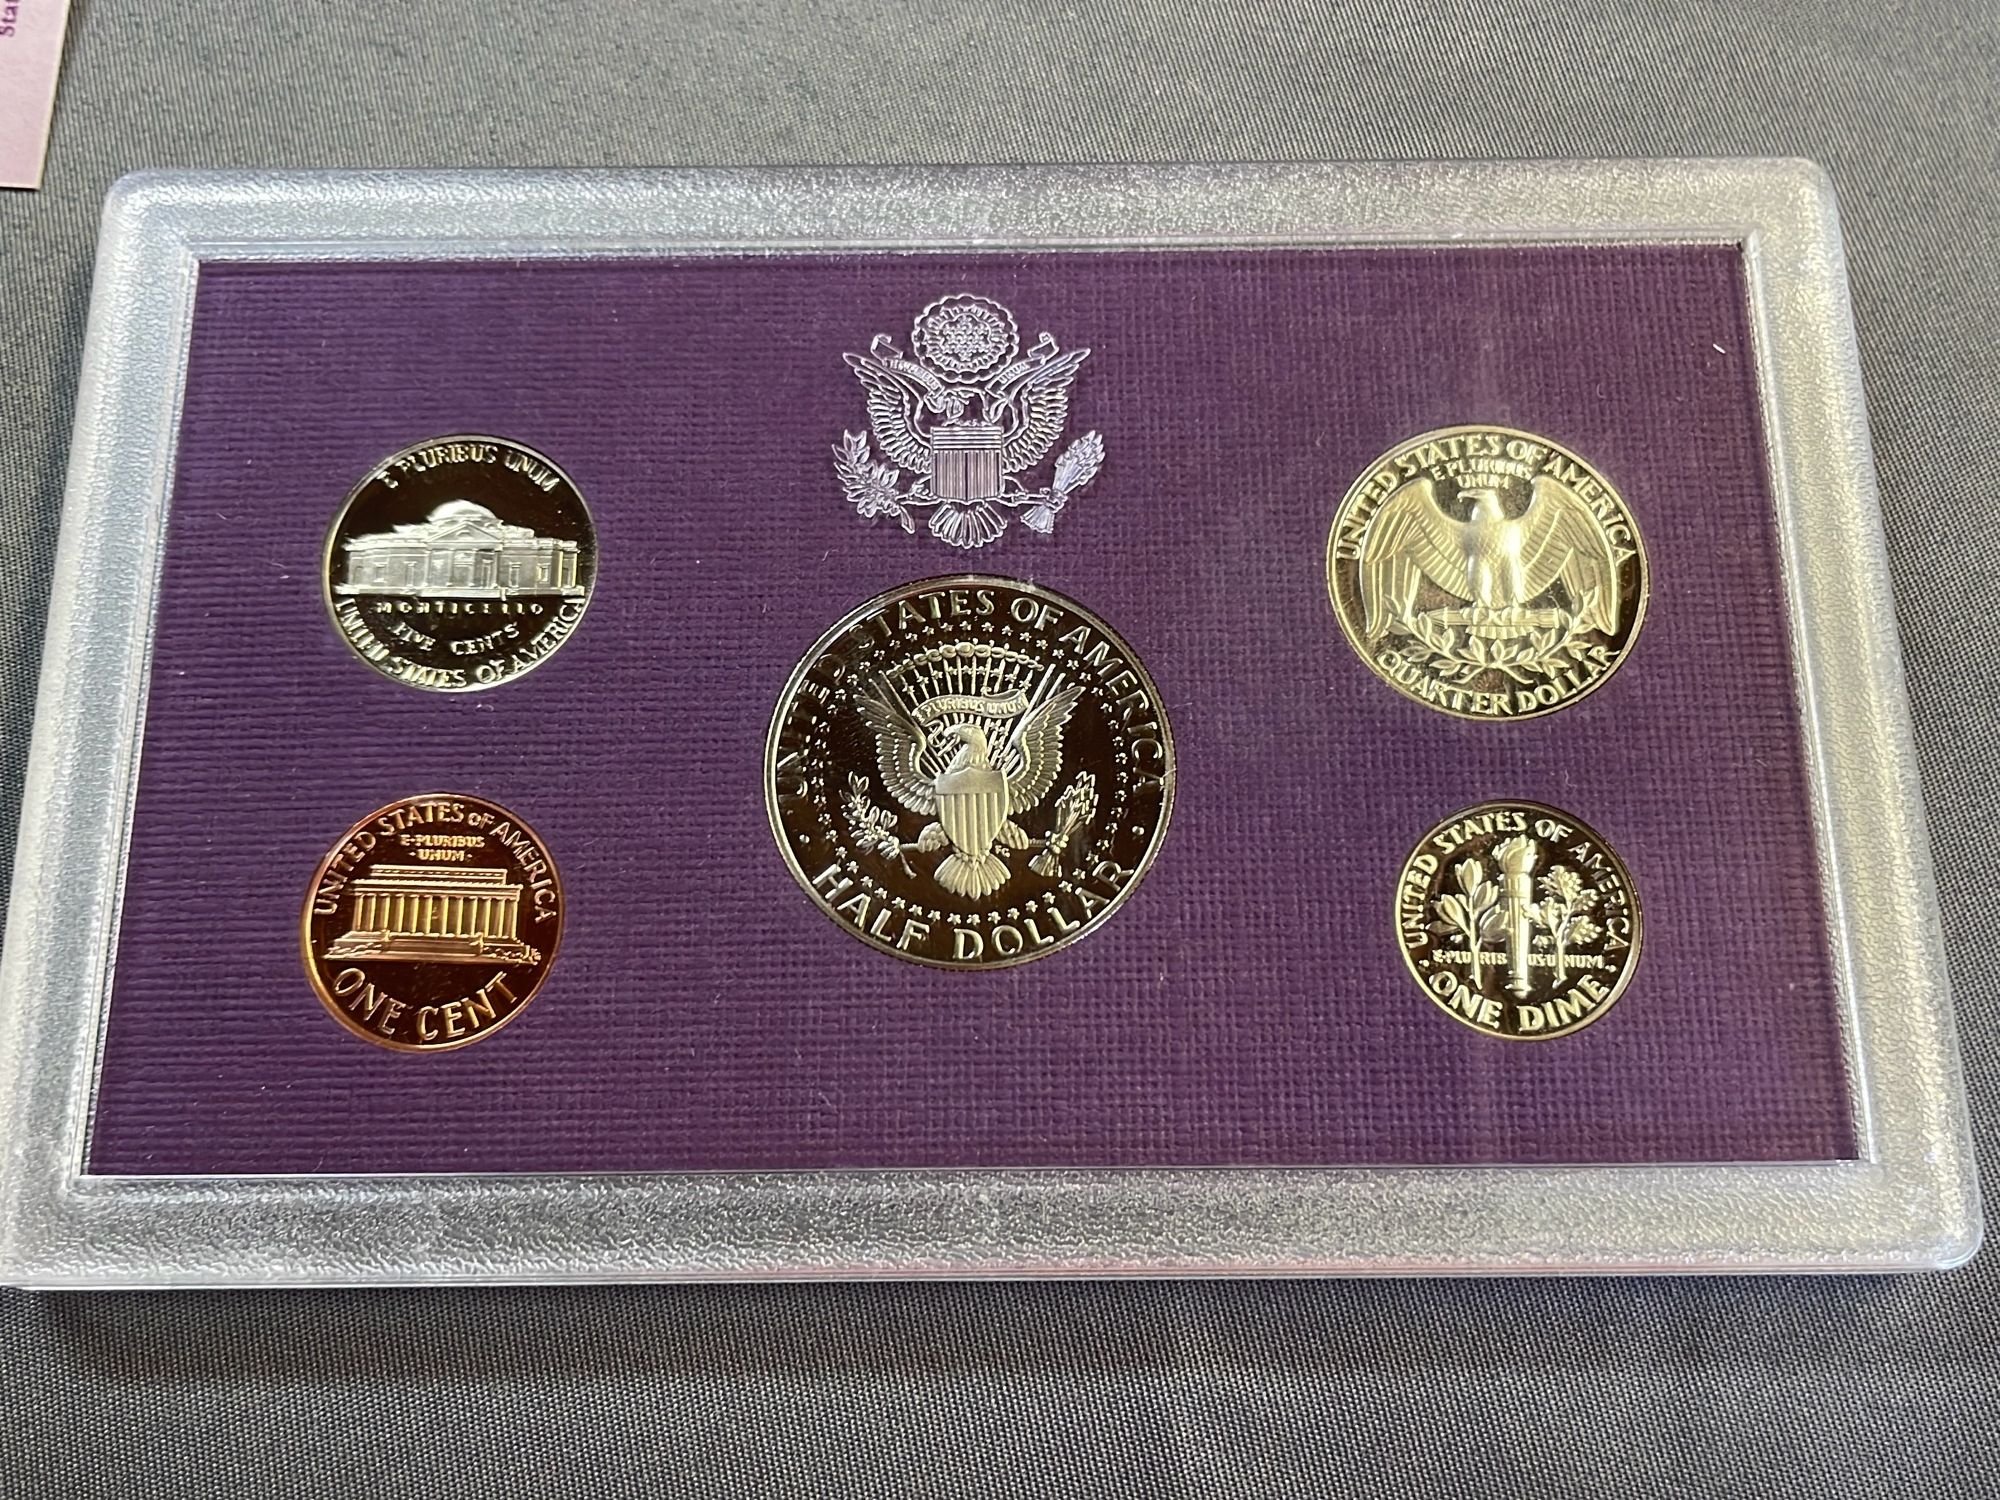 Sta
E PLURIBUS UNUM
MONTICELLO
FIVE CENTS
UNITED STATES OF AMERICA
UNITED STATES OF AMERICA
E PLURIBUS
UNUM
QUARTER DOLLAR
UNITED STATES OF AMERICA
E PLURIBUS UNUM
FG
HALF DOLLAR
UNITED STATES OF AMERICA
E·PLURIBUS
·UNUM·
ONE CENT
UNITED STATES OF AMERICA
E·PLURIBUS·UNUM
·ONE DIME·